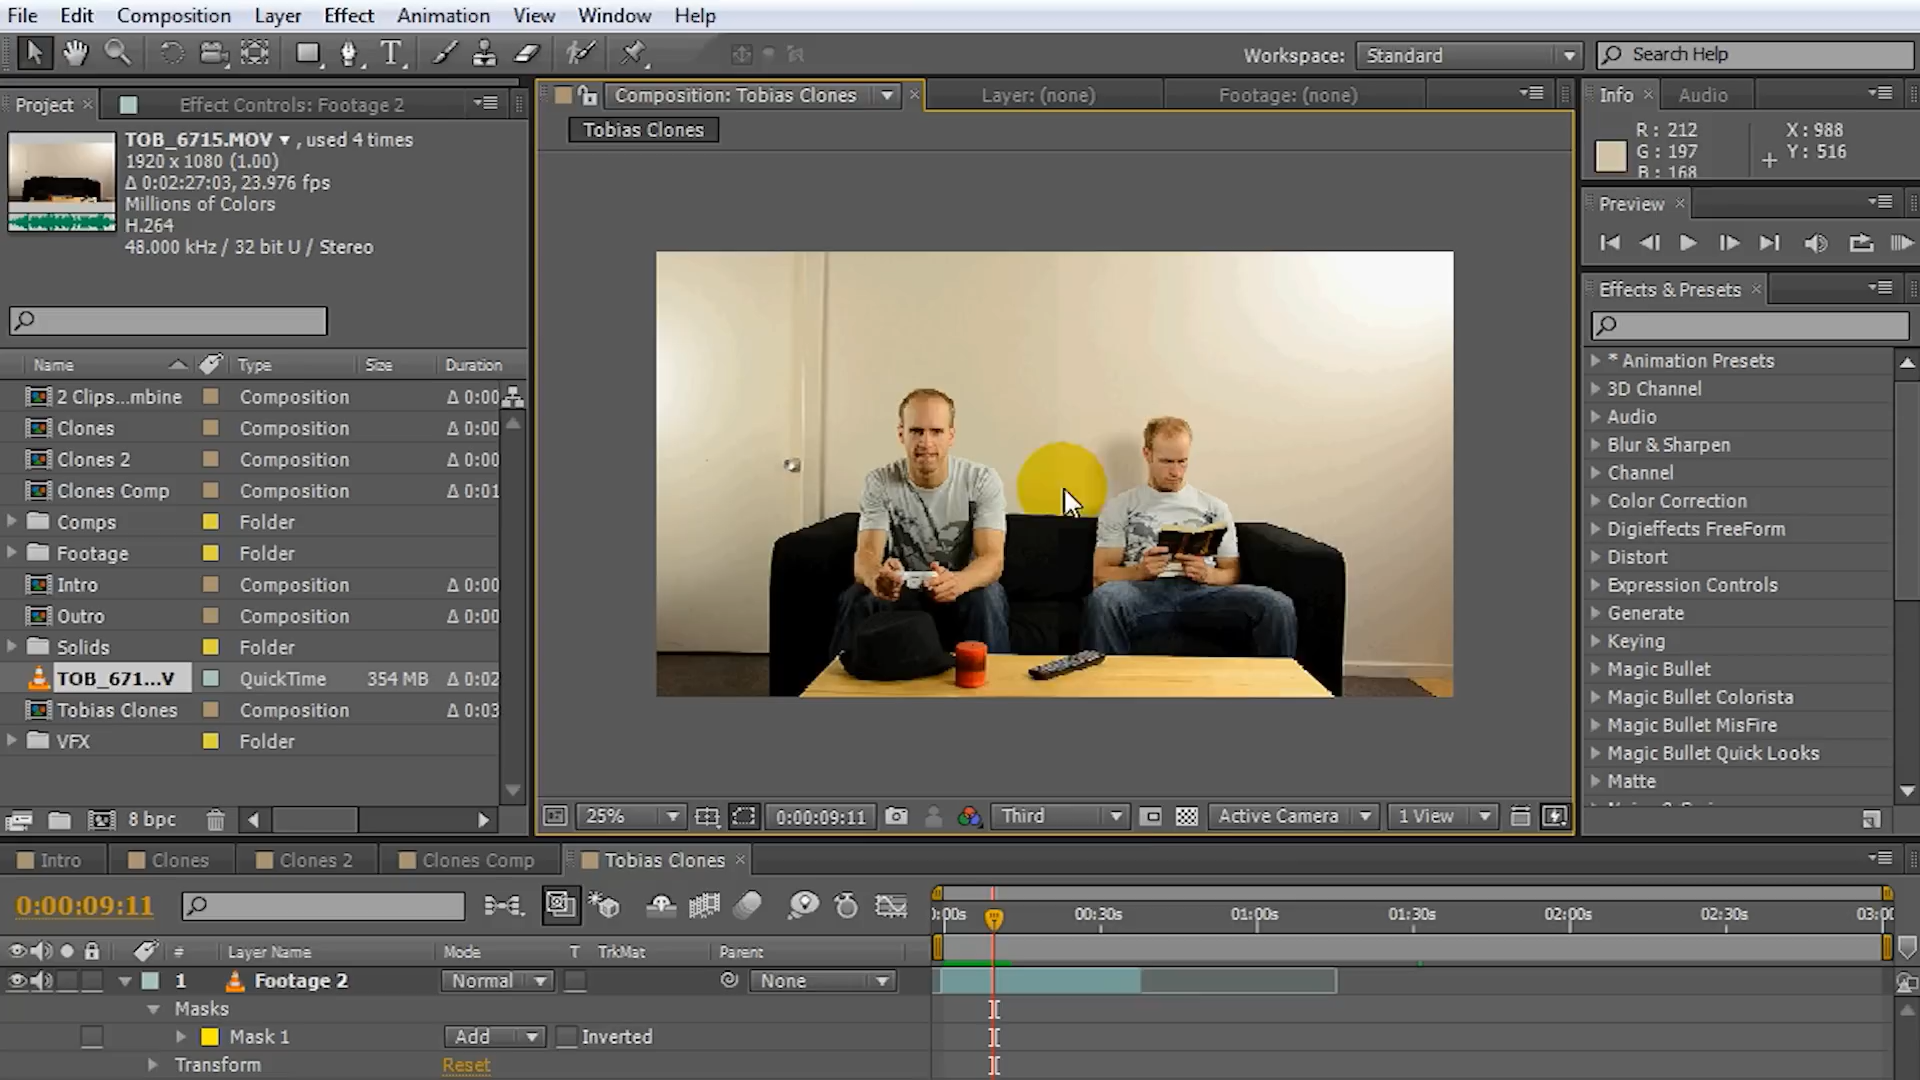 File Edit Composition Layer Effect Animation View Window Help
Workspace: Standard Search Help
Project Effect Controls: Footage 2
TOB_6715.MOV , used 4 times
1920 x 1080 (1.00)
Δ 0:02:27:03, 23.976 fps
Millions of Colors
H.264
48.000 kHz / 32 bit U / Stereo
Name Type Size Duration
2 Clips...mbine Composition Δ 0:00
Clones Composition Δ 0:00
Clones 2 Composition Δ 0:00
Clones Comp Composition Δ 0:01
Comps Folder
Footage Folder
Intro Composition Δ 0:00
Outro Composition Δ 0:00
Solids Folder
TOB_671...V QuickTime 354 MB Δ 0:02
Tobias Clones Composition Δ 0:03
VFX Folder
8 bpc
Composition: Tobias Clones Layer: (none) Footage: (none)
Tobias Clones
25% 0:00:09:11 Third Active Camera 1 View
Info Audio
R: 212 X: 988
G: 197 Y: 516
B: 168
Preview
Effects & Presets
* Animation Presets
3D Channel
Audio
Blur & Sharpen
Channel
Color Correction
Digieffects FreeForm
Distort
Expression Controls
Generate
Keying
Magic Bullet
Magic Bullet Colorista
Magic Bullet MisFire
Magic Bullet Quick Looks
Matte
Intro Clones Clones 2 Clones Comp Tobias Clones
0:00:09:11
):00s 00:30s 01:00s 01:30s 02:00s 02:30s 03:00
# Layer Name Mode T TrkMat Parent
1 Footage 2 Normal None
Masks
Mask 1 Add Inverted
Transform Reset